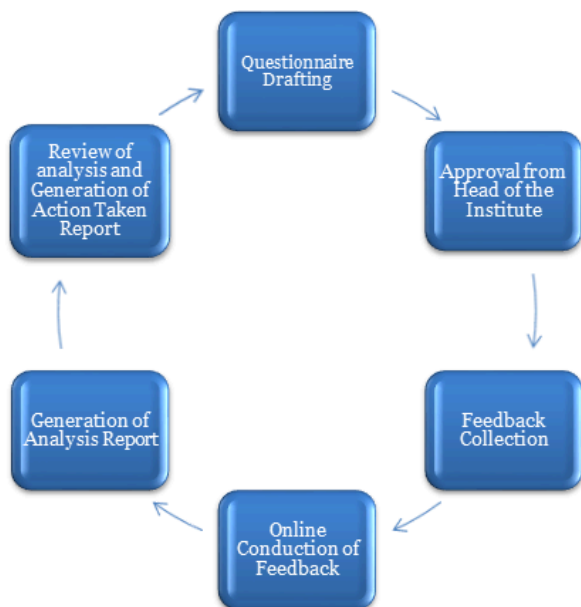 Questionnaire
Drafting
Approval from
Head of the
Institute
Feedback
Collection
Online
Conduction of
Feedback
Generation of
Analysis Report
Review of
analysis and
Generation of
Action Taken
Report